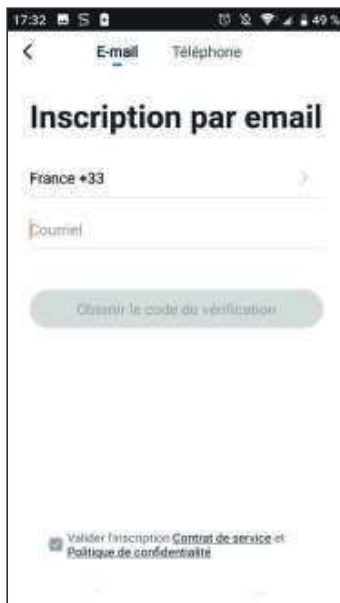 17:32 49 %
E-mail Téléphone
Inscription par email
France +33
Courriel
Obtenir le code de vérification
Valider l'inscription Contrat de service et
Politique de confidentialité